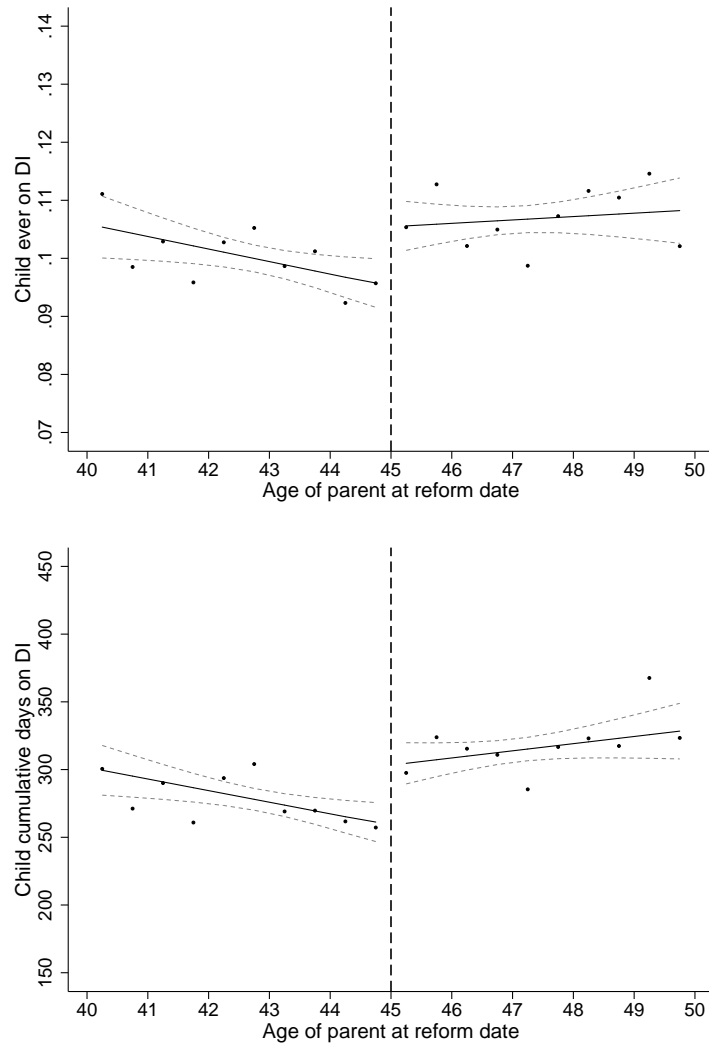 Child ever on DI
.14
.13
.12
.11
.1
.09
.08
.07
40 41 42 43 44 45 46 47 48 49 50
Age of parent at reform date
Child cumulative days on DI
450
400
350
300
250
200
150
40 41 42 43 44 45 46 47 48 49 50
Age of parent at reform date